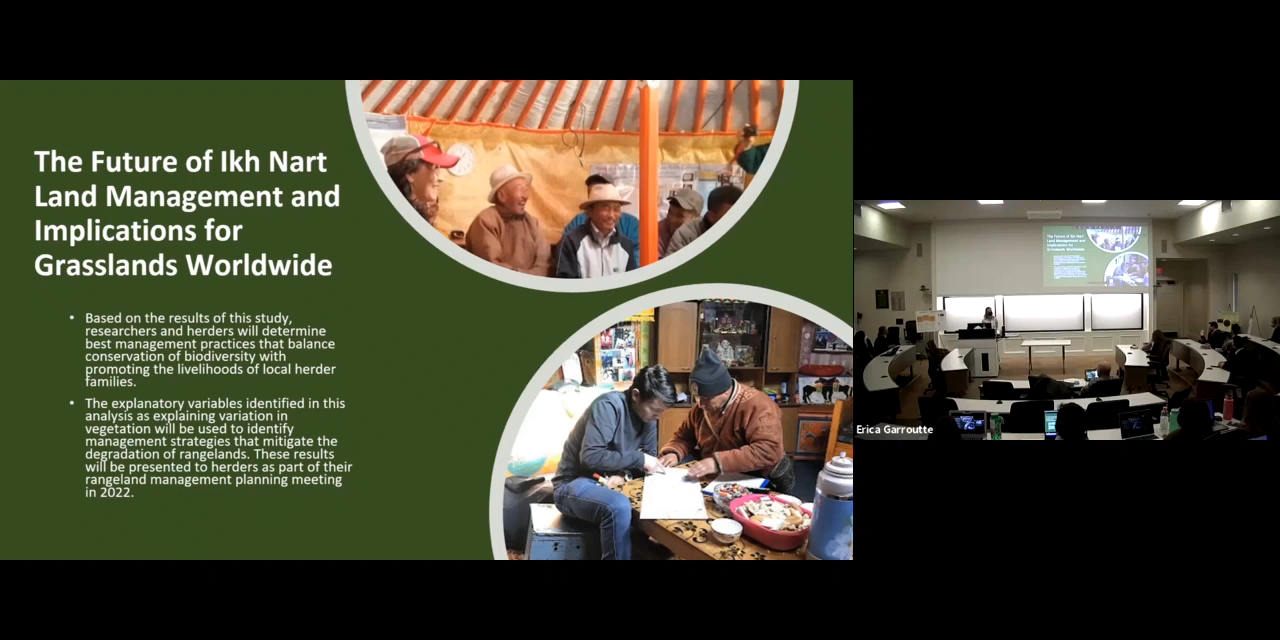 The Future of Ikh Nart
Land Management and
Implications for
Grasslands Worldwide
• Based on the results of this study,
researchers and herders will determine
best management practices that balance
conservation of biodiversity with
promoting the livelihoods of local herder
families.
• The explanatory variables identified in this
analysis as explaining variation in
vegetation will be used to identify
management strategies that mitigate the
degradation of rangelands. These results
will be presented to herders as part of their
rangeland management planning meeting
in 2022.
Erica Garroutte